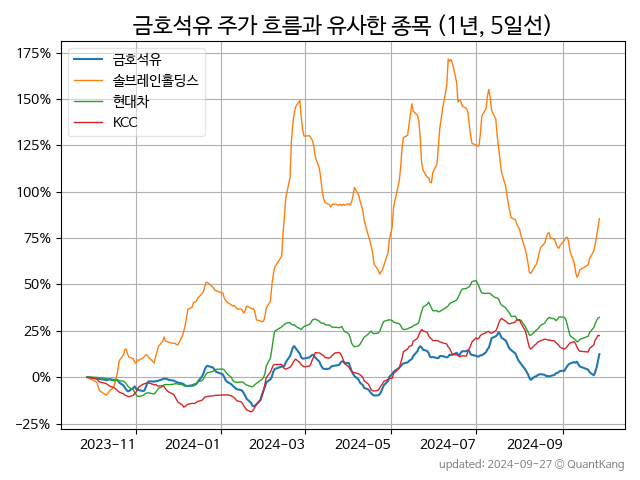 금호석유 주가 흐름과 유사한 종목 (1년, 5일선)
175%
150%
125%
100%
75%
50%
25%
0%
−25%
금호석유
솔브레인홀딩스
현대차
KCC
2023-11 2024-01 2024-03 2024-05 2024-07 2024-09
updated: 2024-09-27 © QuantKang